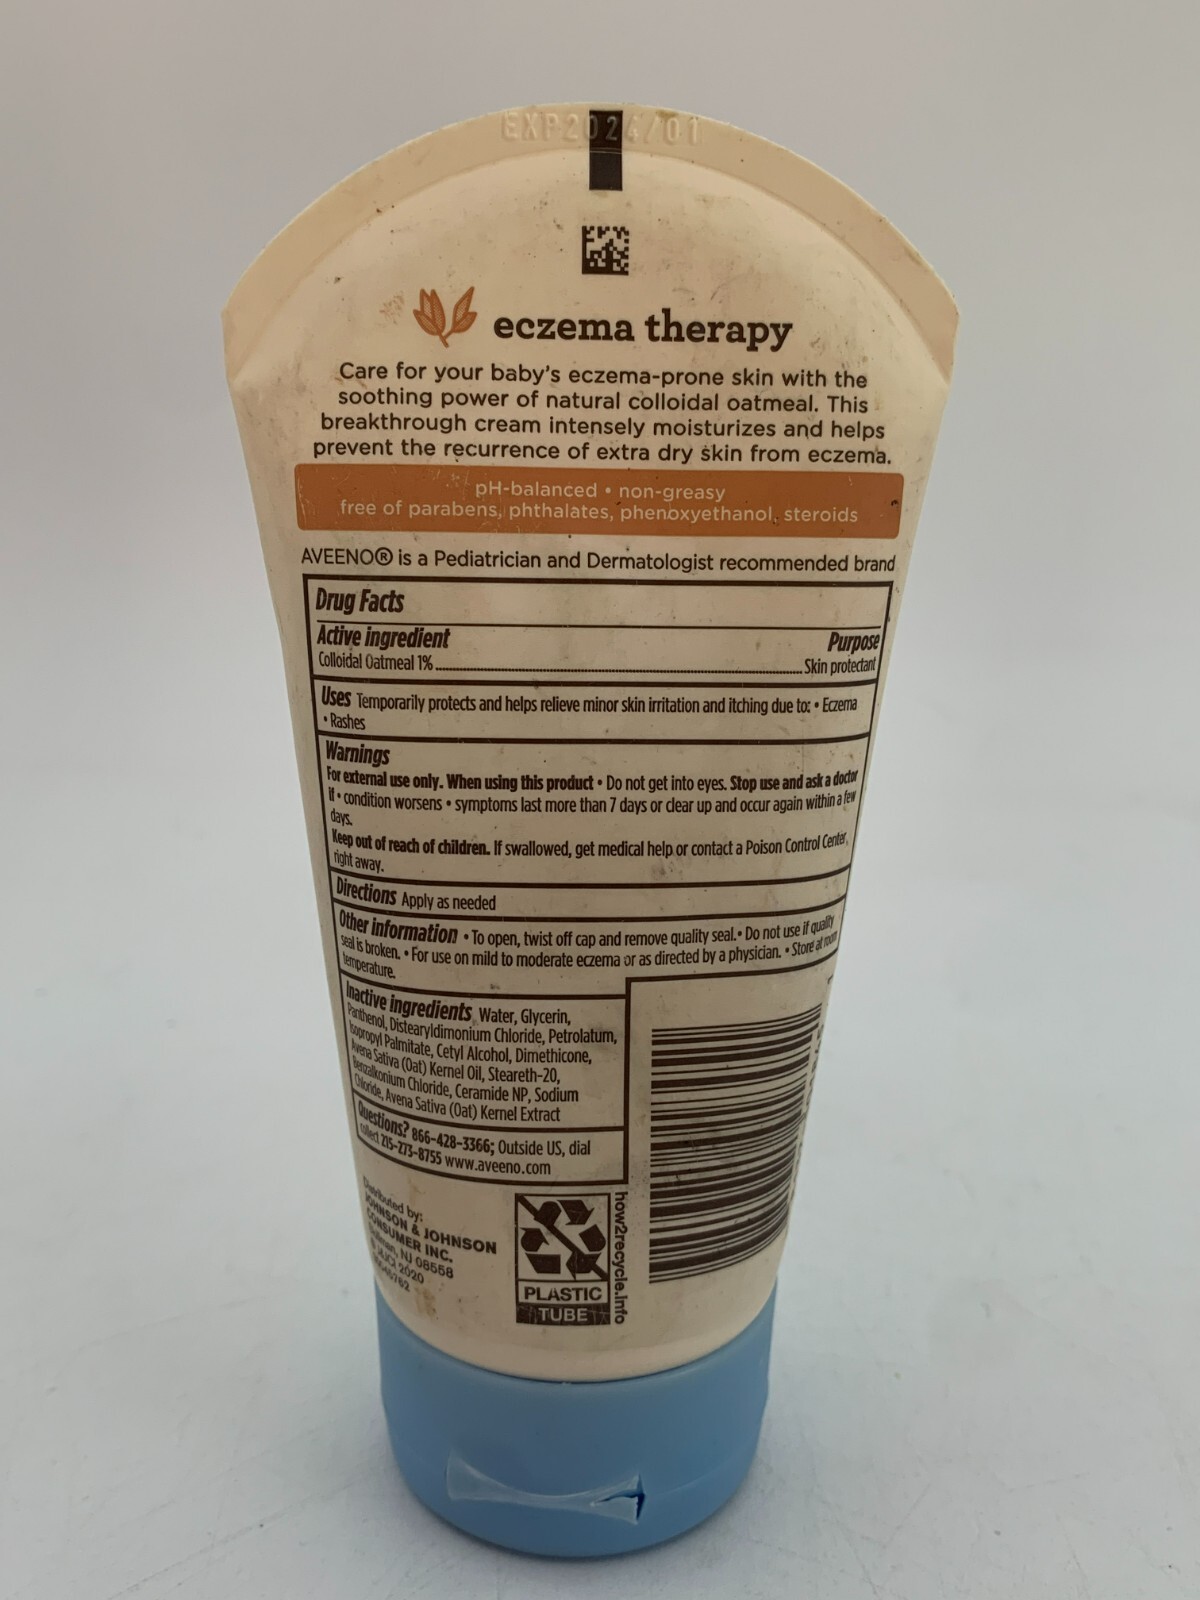 EXP2024/01
eczema therapy
Care for your baby's eczema-prone skin with the
soothing power of natural colloidal oatmeal. This
breakthrough cream intensely moisturizes and helps
prevent the recurrence of extra dry skin from eczema.
pH-balanced • non-greasy
free of parabens, phthalates, phenoxyethanol, steroids
AVEENO® is a Pediatrician and Dermatologist recommended brand
Drug Facts
Active ingredient Purpose
Colloidal Oatmeal 1% Skin protectant
Uses Temporarily protects and helps relieve minor skin irritation and itching due to: • Eczema
• Rashes
Warnings
For external use only. When using this product • Do not get into eyes. Stop use and ask a doctor
if • condition worsens • symptoms last more than 7 days or clear up and occur again within a few
days.
Keep out of reach of children. If swallowed, get medical help or contact a Poison Control Center
right away.
Directions Apply as needed
Other information • To open, twist off cap and remove quality seal. • Do not use if quality
seal is broken. • For use on mild to moderate eczema or as directed by a physician. • Store at room
temperature.
Inactive ingredients Water, Glycerin,
Panthenol, Distearyldimonium Chloride, Petrolatum,
Isopropyl Palmitate, Cetyl Alcohol, Dimethicone,
Avena Sativa (Oat) Kernel Oil, Steareth-20,
Benzalkonium Chloride, Ceramide NP, Sodium
Chloride, Avena Sativa (Oat) Kernel Extract
Questions? 866-428-3366; Outside US, dial
collect 215-273-8755 www.aveeno.com
Distributed by:
JOHNSON & JOHNSON
CONSUMER INC.
Skillman, NJ 08558
© J&JCI 2020
PLASTIC
TUBE
how2recycle.info